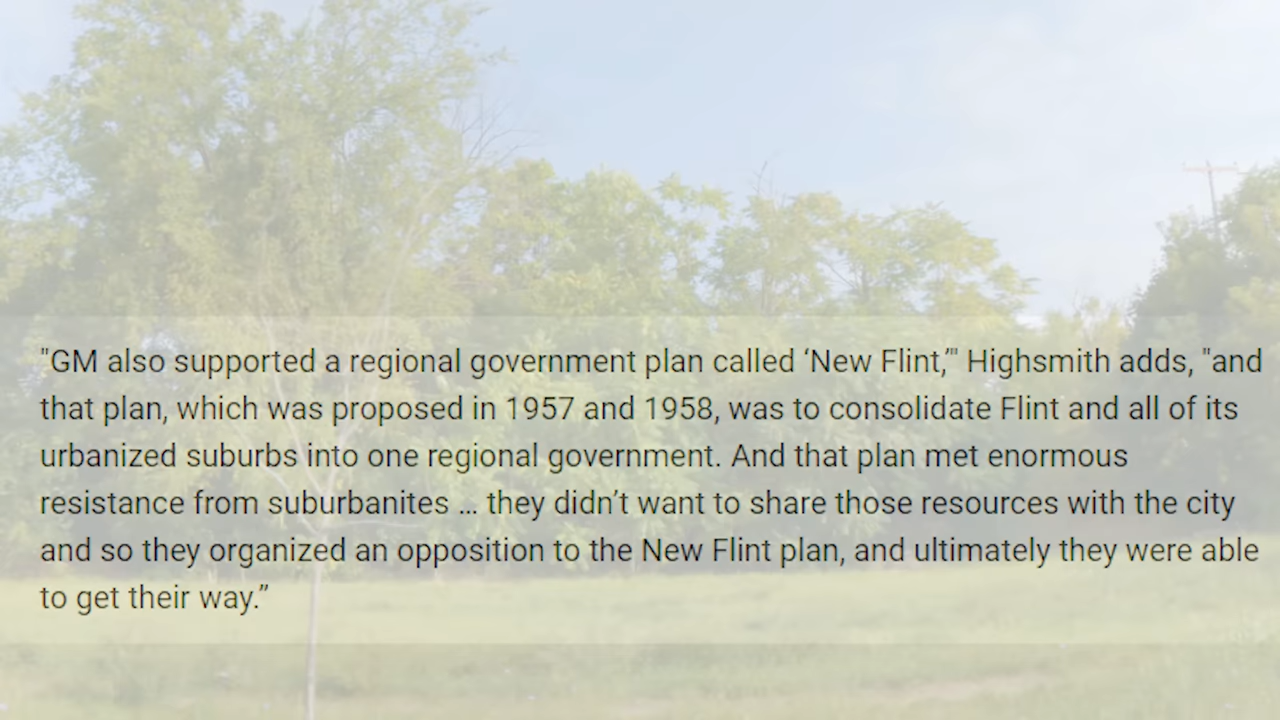 "GM also supported a regional government plan called ‘New Flint,’" Highsmith adds, "and
that plan, which was proposed in 1957 and 1958, was to consolidate Flint and all of its
urbanized suburbs into one regional government. And that plan met enormous
resistance from suburbanites … they didn’t want to share those resources with the city
and so they organized an opposition to the New Flint plan, and ultimately they were able
to get their way.”